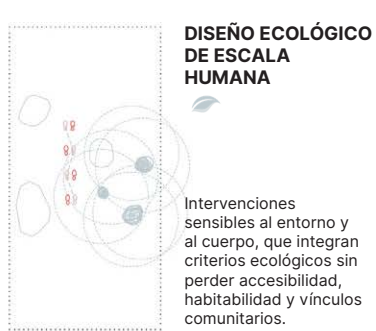 DISEÑO ECOLÓGICO
DE ESCALA
HUMANA
Intervenciones
sensibles al entorno y
al cuerpo, que integran
criterios ecológicos sin
perder accesibilidad,
habitabilidad y vínculos
comunitarios.